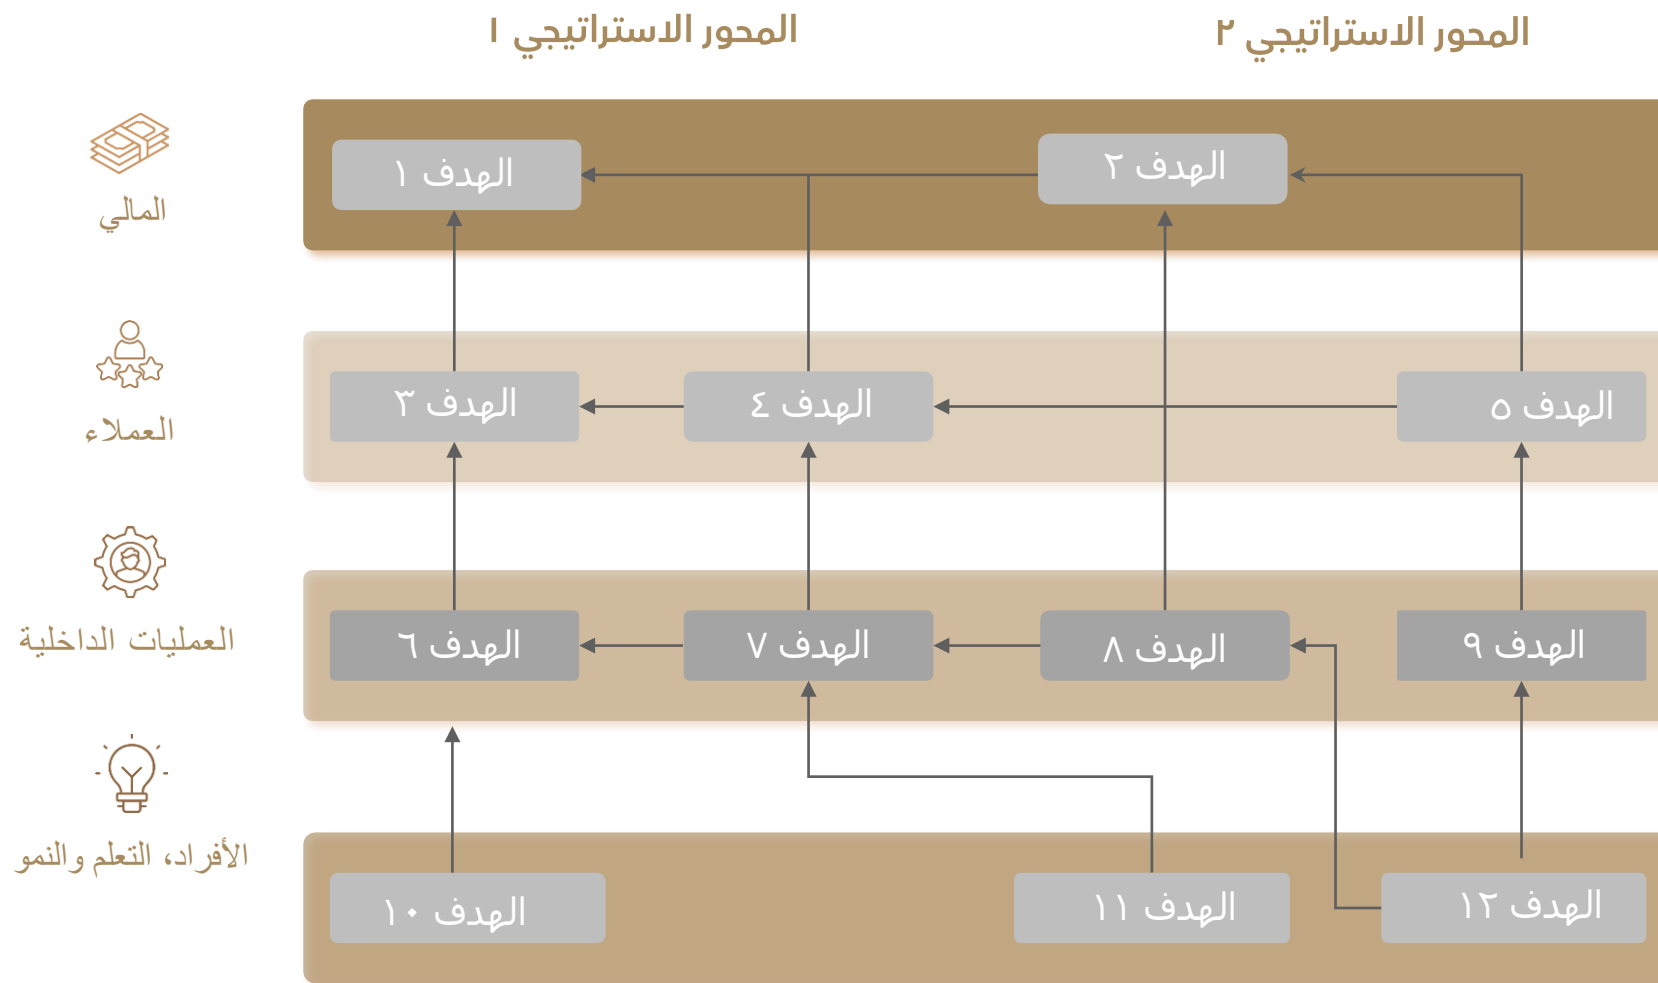 المحور الاستراتيجي ٢
المحور الاستراتيجي ١
المالي
الهدف ٢
الهدف ١
العملاء
الهدف ٥
الهدف ٤
الهدف ٣
العمليات الداخلية
الهدف ٩
الهدف ٨
الهدف ٧
الهدف ٦
الأفراد، التعلم والنمو
الهدف ١٢
الهدف ١١
الهدف ١٠